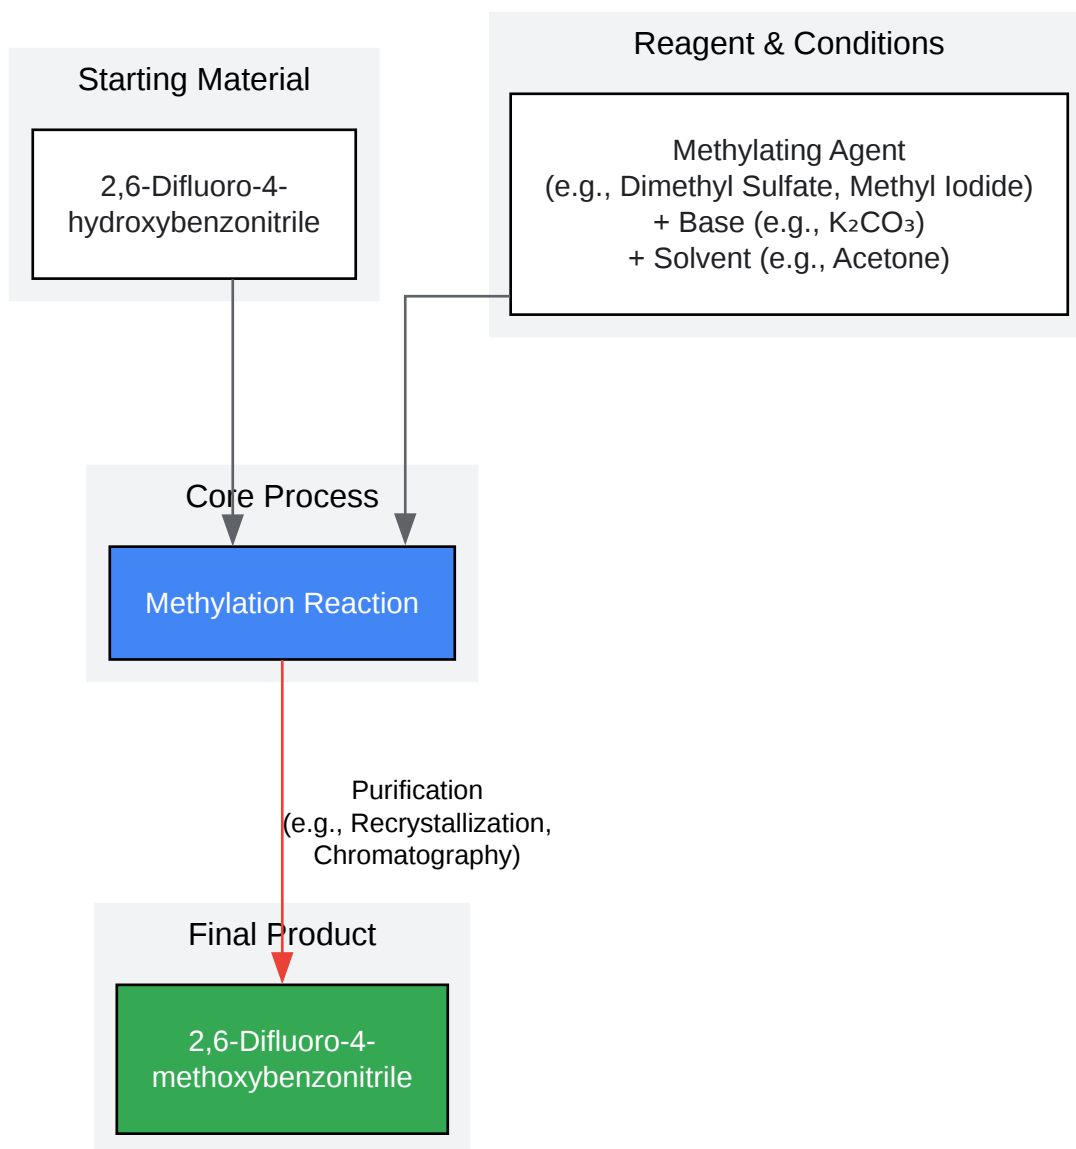 Starting Material
2,6-Difluoro-4-
hydroxybenzonitrile
Reagent & Conditions
Methylating Agent
(e.g., Dimethyl Sulfate, Methyl Iodide)
+ Base (e.g., K₂CO₃)
+ Solvent (e.g., Acetone)
Core Process
Methylation Reaction
Purification
(e.g., Recrystallization,
Chromatography)
Final Product
2,6-Difluoro-4-
methoxybenzonitrile